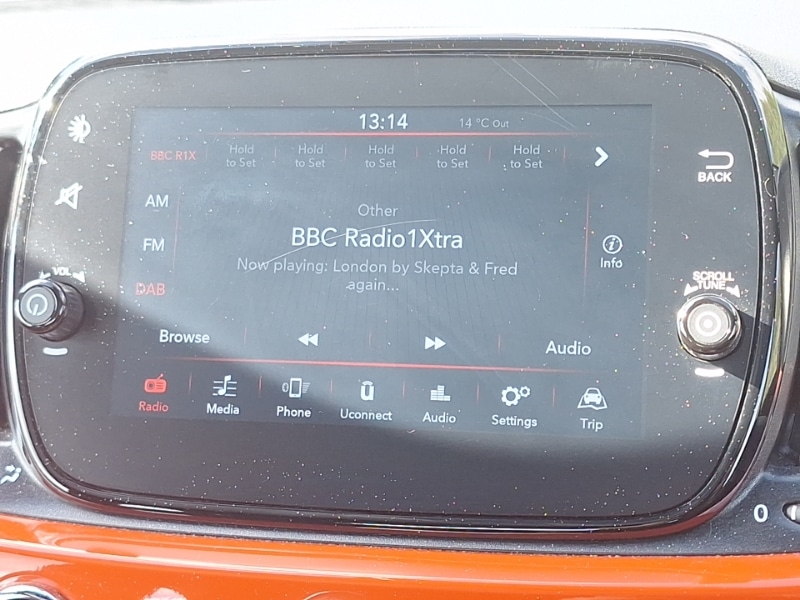 13:14 14 °C Out
BBC R1X Hold Hold Hold Hold Hold
to Set to Set to Set to Set to Set
BACK
AM
Other
FM
BBC Radio1Xtra
Info
Now playing: London by Skepta & Fred
again...
DAB
VOL
SCROLL
TUNE
Browse Audio
Radio Media Phone Uconnect Audio Settings Trip
0